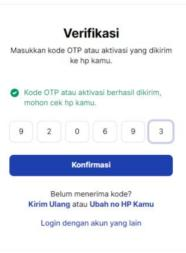 Verifikasi
Masukkan kode OTP atau aktivasi yang dikirim
ke hp kamu.
Kode OTP atau aktivasi berhasil dikirim,
mohon cek hp kamu.
9 2 0 6 9 3
Konfirmasi
Belum menerima kode?
Kirim Ulang atau Ubah no HP Kamu
Login dengan akun yang lain